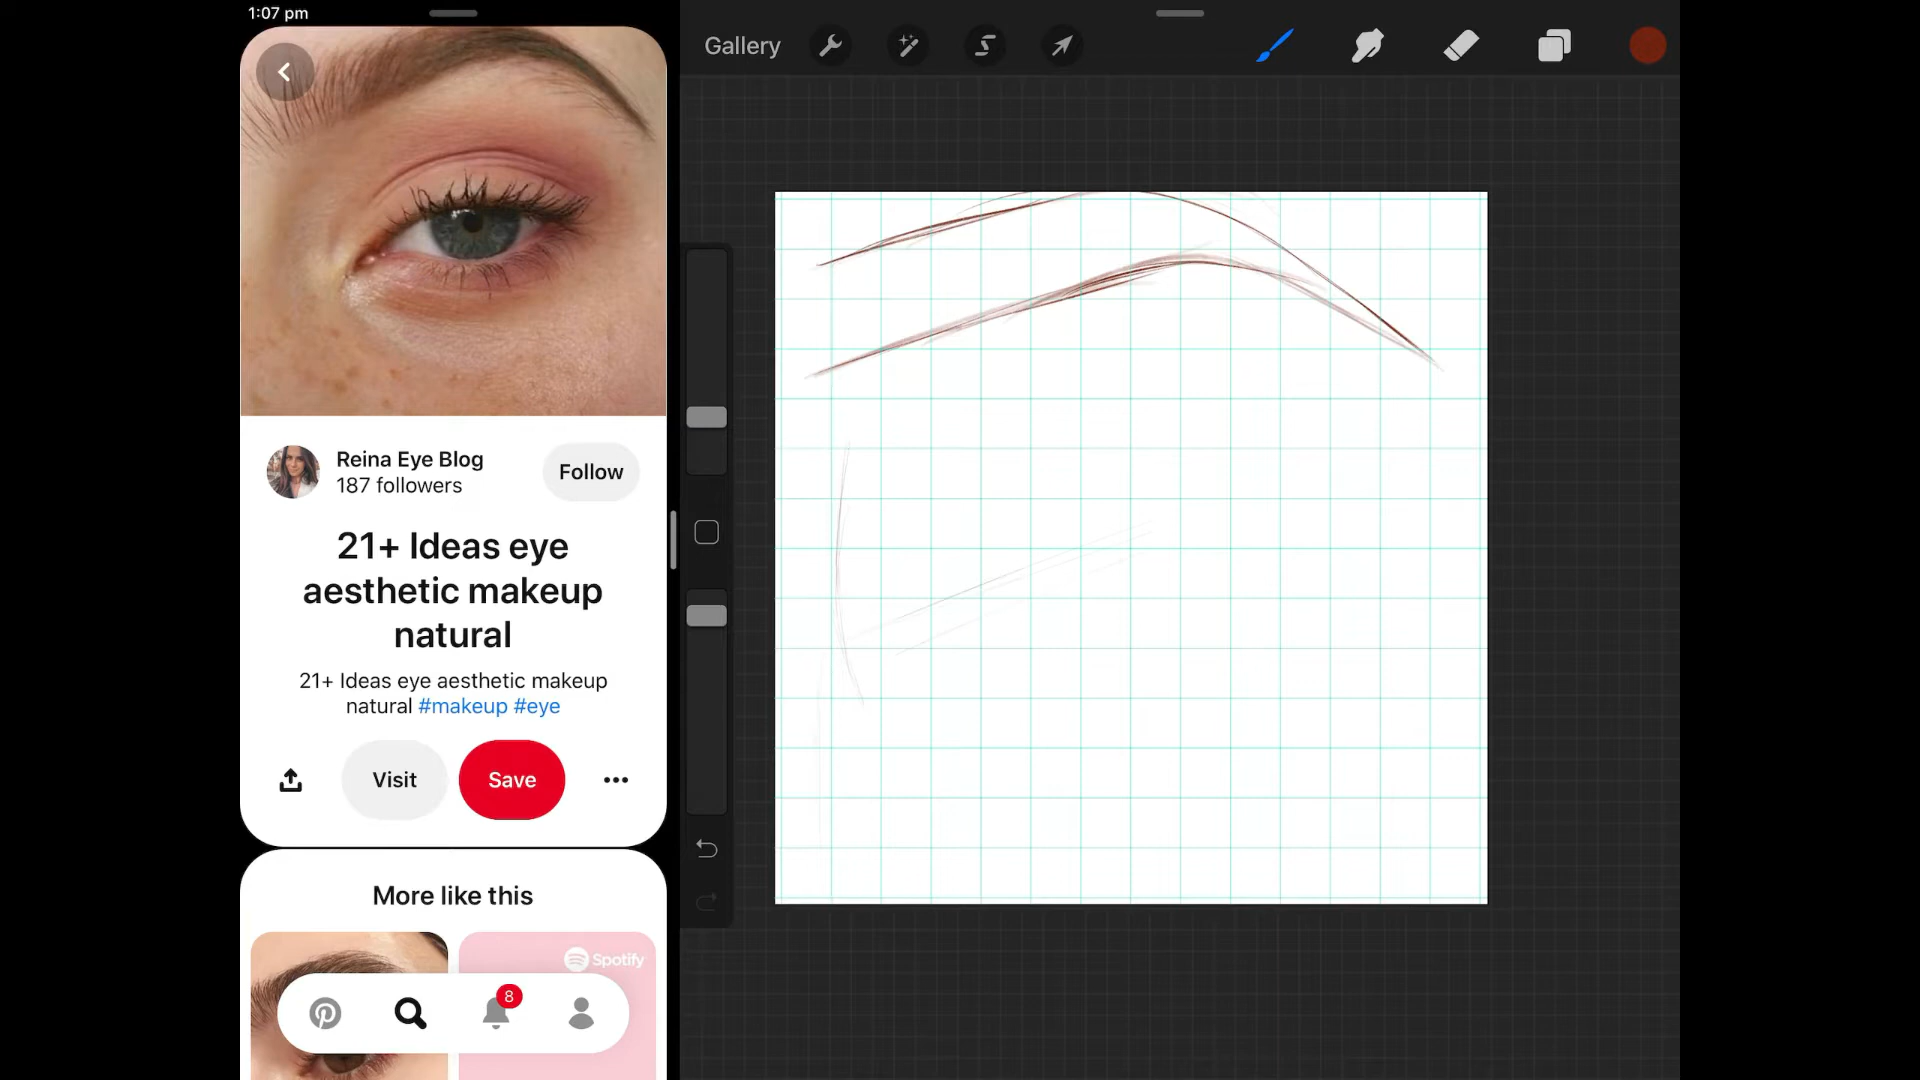 1:07 pm
Gallery
Reina Eye Blog
187 followers
Follow
21+ Ideas eye
aesthetic makeup
natural
21+ Ideas eye aesthetic makeup
natural #makeup #eye
Visit
Save
More like this
Spotify
8